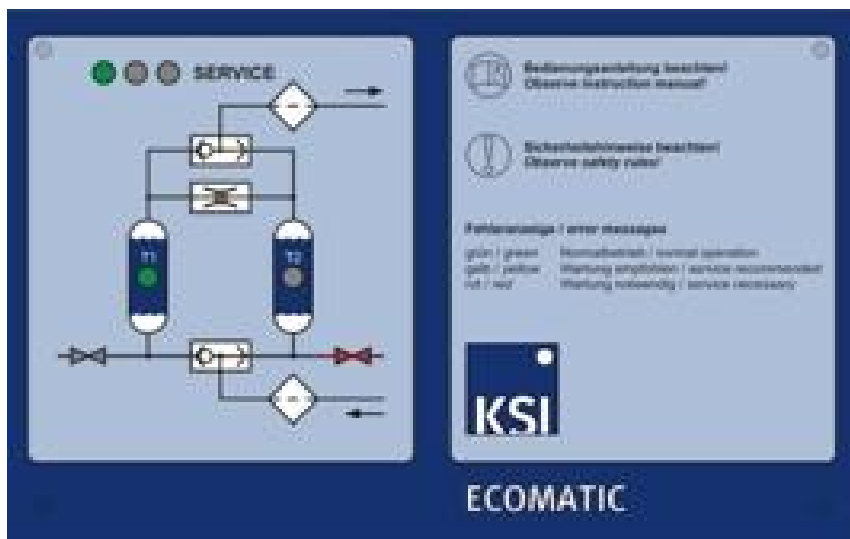 SERVICE
T1
T2
Bedienungsanleitung beachten!
Observe instruction manual!
Sicherheitshinweise beachten!
Observe safety rules!
Fehleranzeige / error messages
grün / green Normalbetrieb / normal operation
gelb / yellow Wartung empfohlen / service recommended
rot / red Wartung notwendig / service necessary
KSI
ECOMATIC